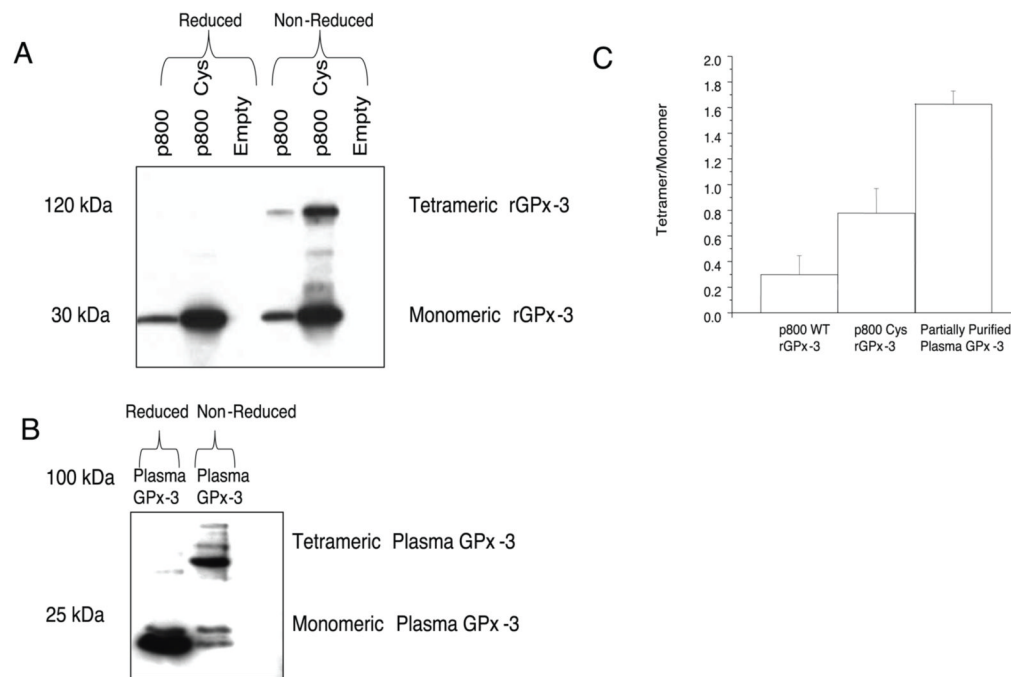 A
Reduced
Non-Reduced
p800
p800 Cys
Empty
p800
p800 Cys
Empty
120 kDa
Tetrameric rGPx-3
30 kDa
Monomeric rGPx-3
B
Reduced
Non-Reduced
100 kDa
Plasma
GPx-3
Plasma
GPx-3
Tetrameric Plasma GPx-3
25 kDa
Monomeric Plasma GPx-3
C
Tetramer/Monomer
2.0
1.8
1.6
1.4
1.2
1.0
0.8
0.6
0.4
0.2
0.0
p800 WT
rGPx-3
p800 Cys
rGPx-3
Partially Purified
Plasma GPx-3